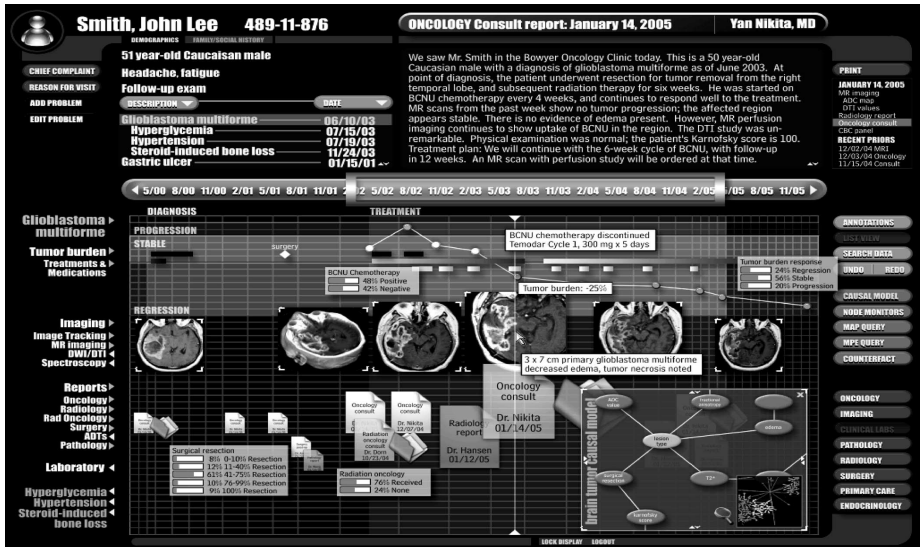 Smith, John Lee 489-11-876
ONCOLOGY Consult report: January 14, 2005 Yan Nikita, MD
DEMOGRAPHICS FAMILY/SOCIAL HISTORY
51 year-old Caucaisan male
Headache, fatigue
Follow-up exam
CHIEF COMPLAINT
REASON FOR VISIT
ADD PROBLEM
EDIT PROBLEM
DESCRIPTION DATE
Glioblastoma multiforme 06/10/03
Hyperglycemia 07/15/03
Hypertension 07/19/03
Steroid-induced bone loss 11/24/03
Gastric ulcer 01/15/01
We saw Mr. Smith in the Bowyer Oncology Clinic today. This is a 50 year-old
Caucasian male with a diagnosis of glioblastoma multiforme as of June 2003. At
point of diagnosis, the patient underwent resection for tumor removal from the right
temporal lobe, and subsequent radiation therapy for six weeks. He was started on
BCNU chemotherapy every 4 weeks, and continues to respond well to the treatment.
MR scans from the past week show no tumor progression; the affected region
appears stable. There is no evidence of edema present. However, MR perfusion
imaging continues to show uptake of BCNU in the region. The DTI study was un-
remarkable. Physical examination was normal; the patient's Karnofsky score is 100.
Treatment plan: We will continue with the 6-week cycle of BCNU, with follow-up
in 12 weeks. An MR scan with perfusion study will be ordered at that time.
PRINT
JANUARY 14, 2005
MR imaging
ADC map
DTI values
Radiology report
Oncology consult
CBC panel
RECENT PRIORS
12/02/04 MR1
12/03/04 Oncology
11/15/04 Consult
5/00 8/00 11/00 2/01 5/01 8/01 11/01 2 5/02 8/02 11/02 2/03 5/03 8/03 11/03 2/04 5/04 8/04 11/04 2/05 /05 8/05 11/05
DIAGNOSIS TREATMENT
Glioblastoma
multiforme
PROGRESSION
STABLE
REGRESSION
surgery
Tumor burden
Treatments &
Medications
BCNU chemotherapy discontinued
Temodar Cycle 1, 300 mg x 5 days
BCNU Chemotherapy
48% Positive
42% Negative
Tumor burden: -25%
Tumor burden response
24% Regression
56% Stable
20% Progression
ANNOTATIONS
LIST VIEW
SEARCH DATA
UNDO REDO
CAUSAL MODEL
NODE MONITORS
MAP QUERY
MPE QUERY
COUNTERFACT
Imaging
Image Tracking
MR imaging
DWI/DTI
Spectroscopy
3 x 7 cm primary glioblastoma multiforme
decreased edema, tumor necrosis noted
Reports
Oncology
Radiology
Rad Oncology
Surgery
ADTs
Pathology
Laboratory
Hyperglycemia
Hypertension
Steroid-induced
bone loss
Surgical resection
8% 0-10% Resection
12% 11-40% Resection
61% 41-75% Resection
10% 76-99% Resection
9% 100% Resection
Oncology
consult
Oncology
consult
Dr. Nikita
12/07/04
Radiation
oncology
consult
Dr. Dorn
10/23/04
Radiation oncology
76% Received
24% None
Radiology
report
Dr. Hansen
01/12/05
Oncology
consult
Dr. Nikita
01/14/05
brain tumor causal model
ADC
value
edema
lesion
type
surgical
resection
T2*
karnofsky
score
ONCOLOGY
IMAGING
CLINICAL LABS
PATHOLOGY
RADIOLOGY
SURGERY
PRIMARY CARE
ENDOCRINOLOGY
LOCK DISPLAY LOGOUT